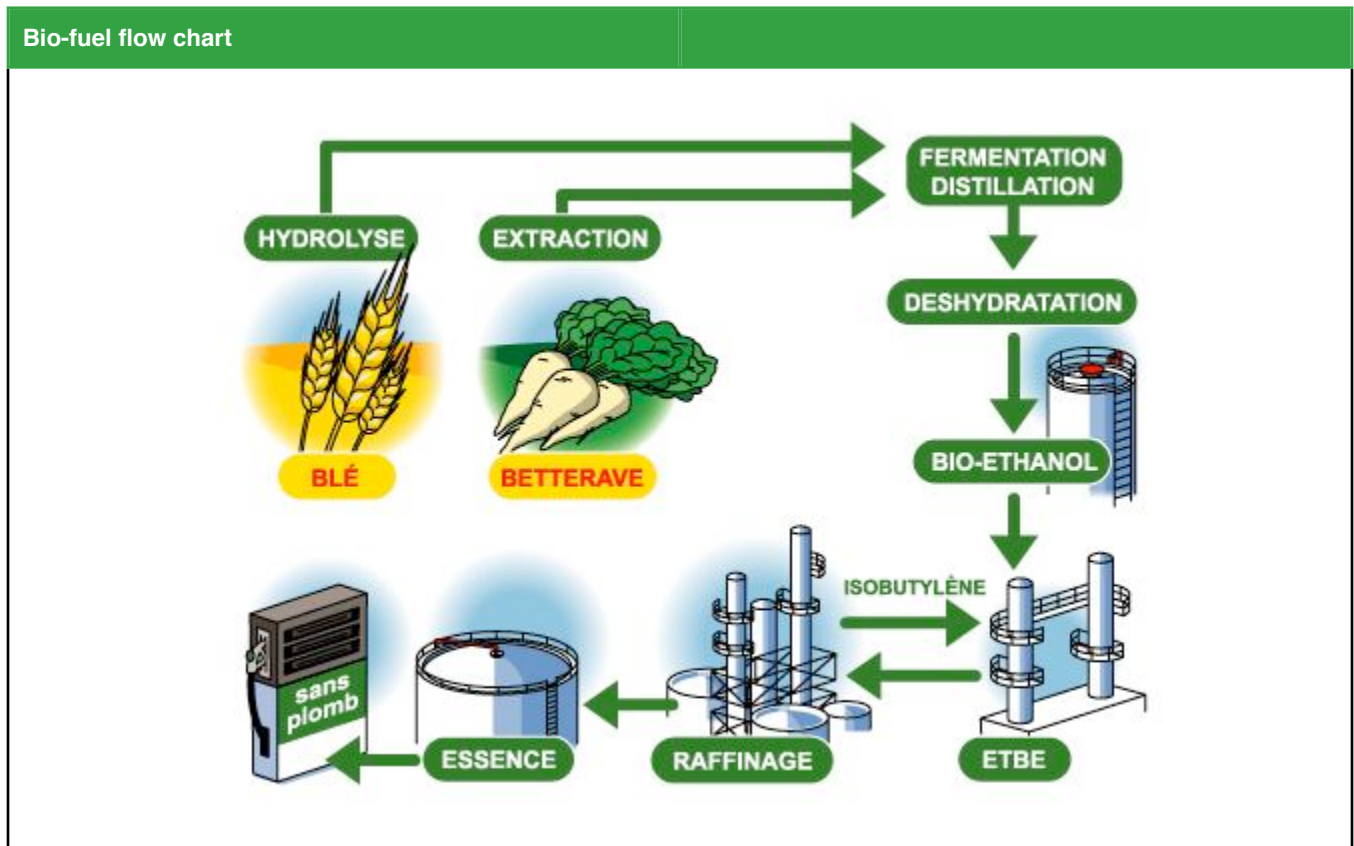 Bio-fuel flow chart
FERMENTATION
DISTILLATION
HYDROLYSE
EXTRACTION
DESHYDRATATION
BLÉ
BETTERAVE
BIO-ETHANOL
ISOBUTYLÈNE
sans
plomb
ESSENCE
RAFFINAGE
ETBE